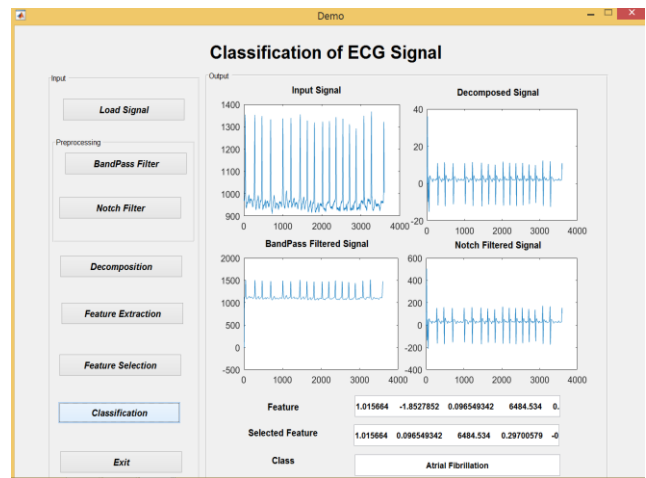 Demo
Classification of ECG Signal
Input
Load Signal
Preprocessing
BandPass Filter
Notch Filter
Decomposition
Feature Extraction
Feature Selection
Classification
Exit
Output
Input Signal
1400
1300
1200
1100
1000
900
0 1000 2000 3000 4000
Decomposed Signal
40
20
0
-20
0 1000 2000 3000 4000
BandPass Filtered Signal
2000
1500
1000
500
0
-500
0 1000 2000 3000 4000
Notch Filtered Signal
600
400
200
0
-200
-400
0 1000 2000 3000 4000
Feature 1.015664 -1.8527852 0.096549342 6484.534 0.
Selected Feature 1.015664 0.096549342 6484.534 0.29700579 -0
Class Atrial Fibrillation